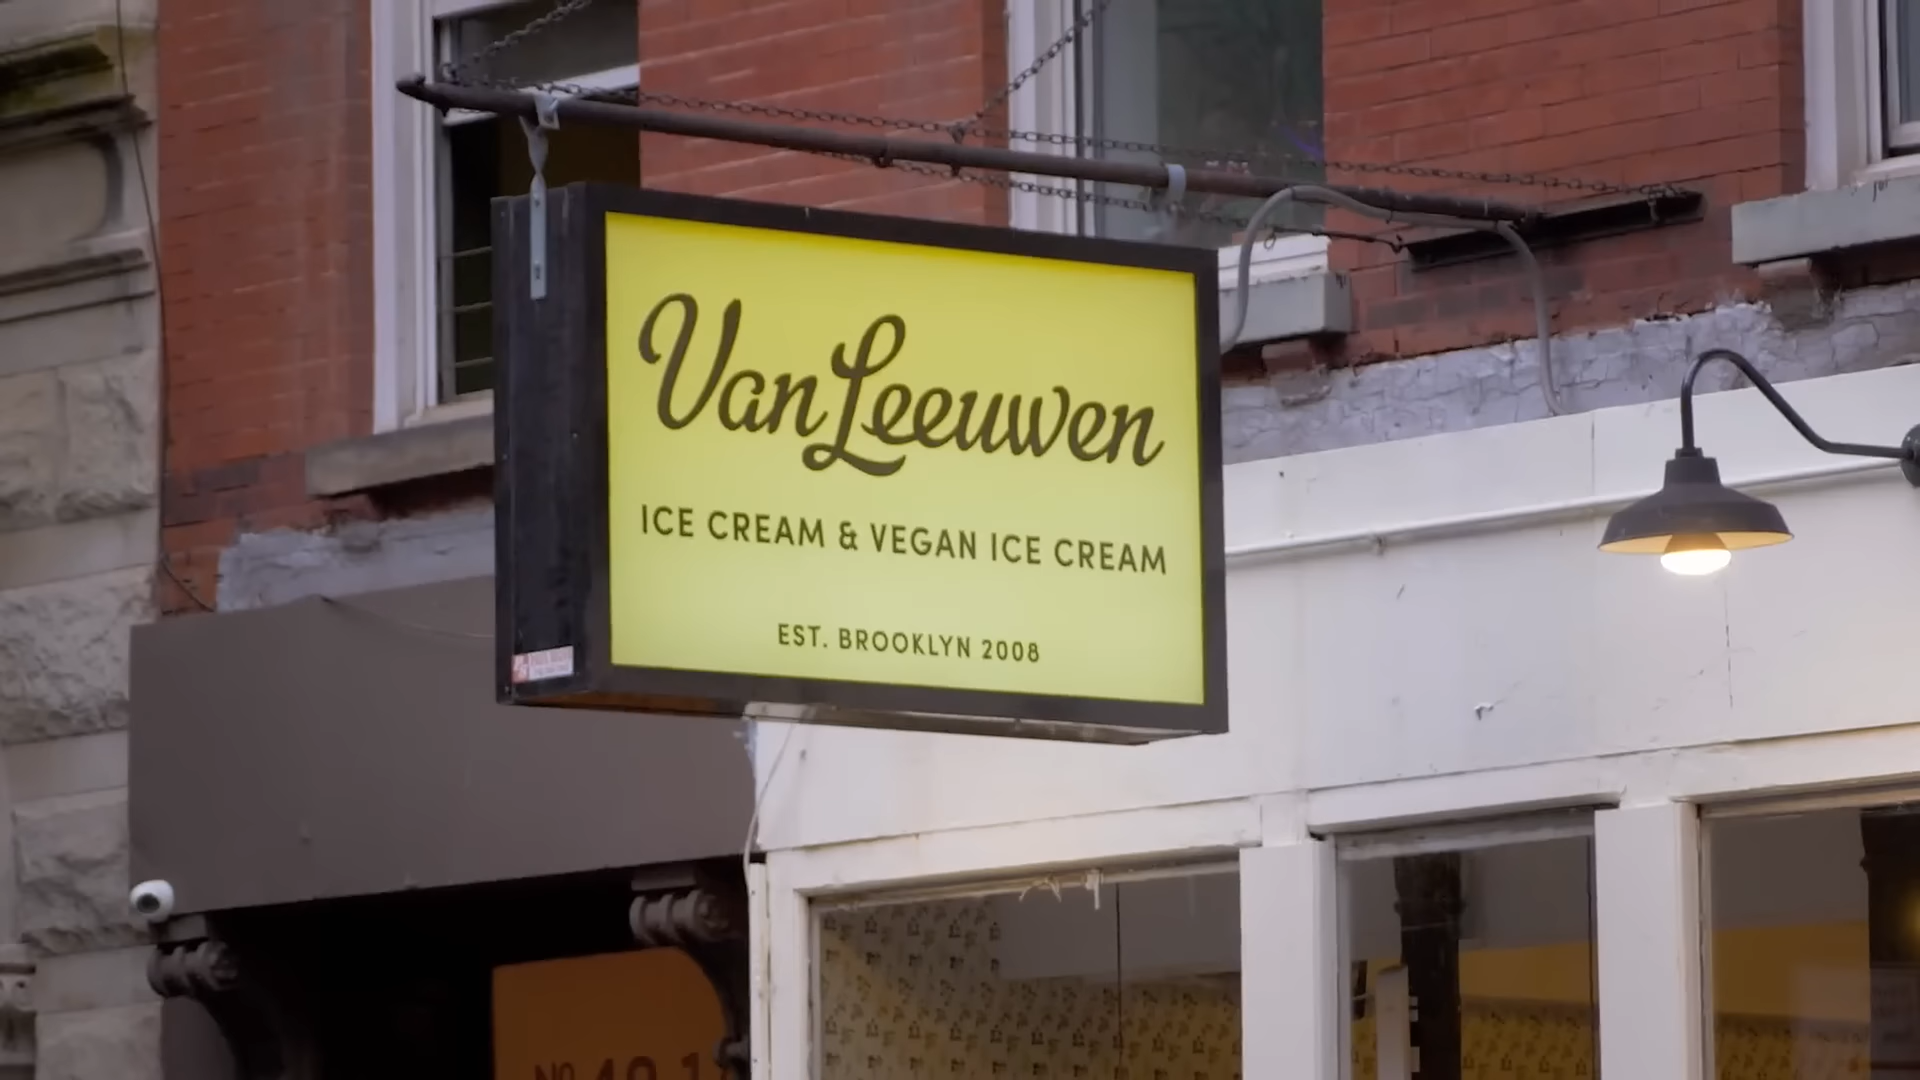 Van Leeuwen
ICE CREAM & VEGAN ICE CREAM
EST. BROOKLYN 2008